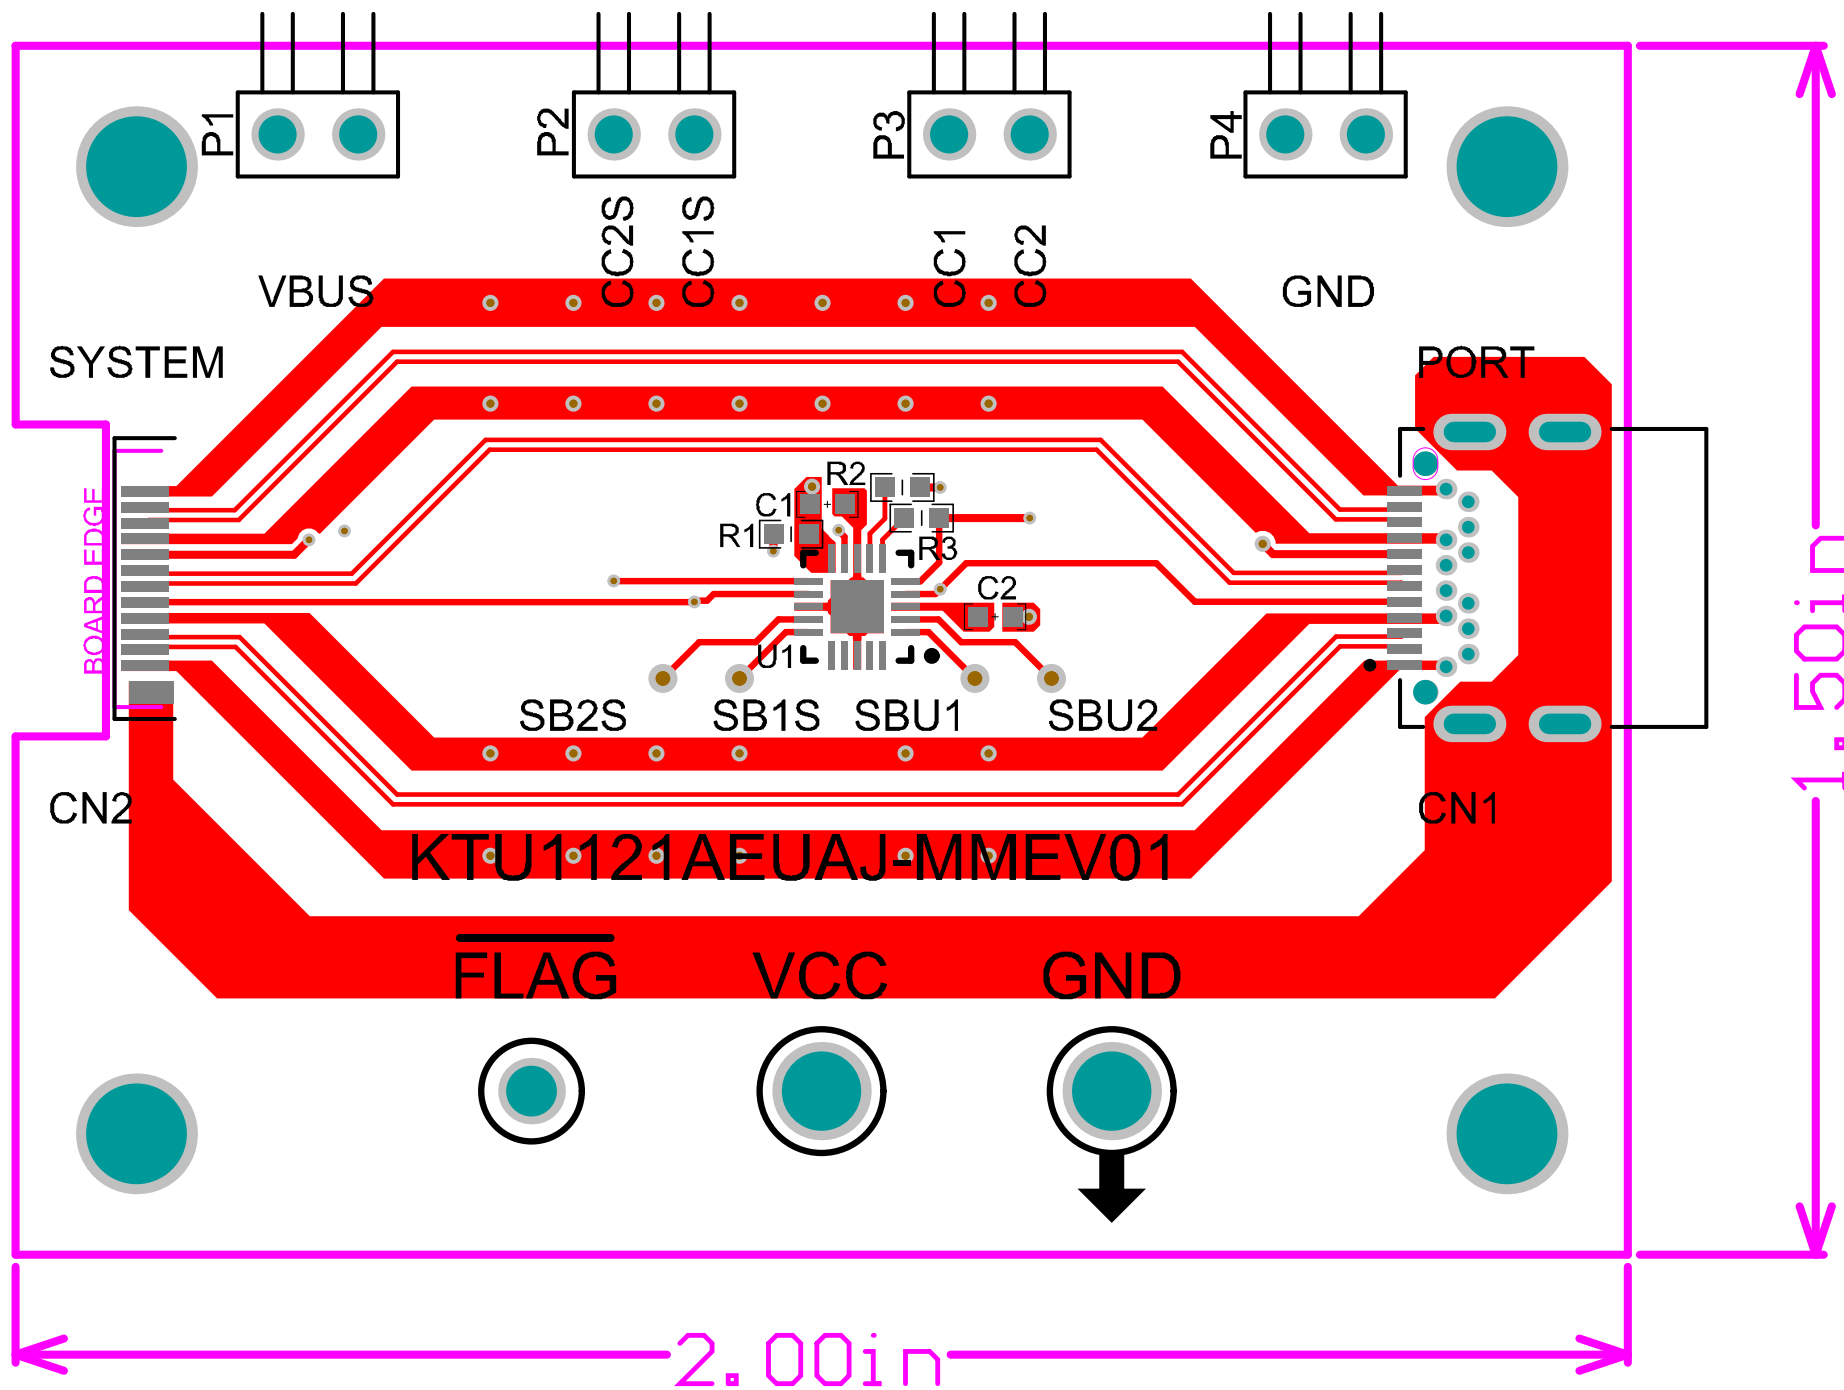 P1
P2
P3
P4
CC2S
CC1S
CC1
CC2
VBUS
GND
SYSTEM
PORT
R2
C1
R1
R3
C2
U1
BOARD EDGE
SB2S
SB1S
SBU1
SBU2
CN2
CN1
KTU1121AEUAJ-MMEV01
FLAG
VCC
GND
1.50in
2.00in